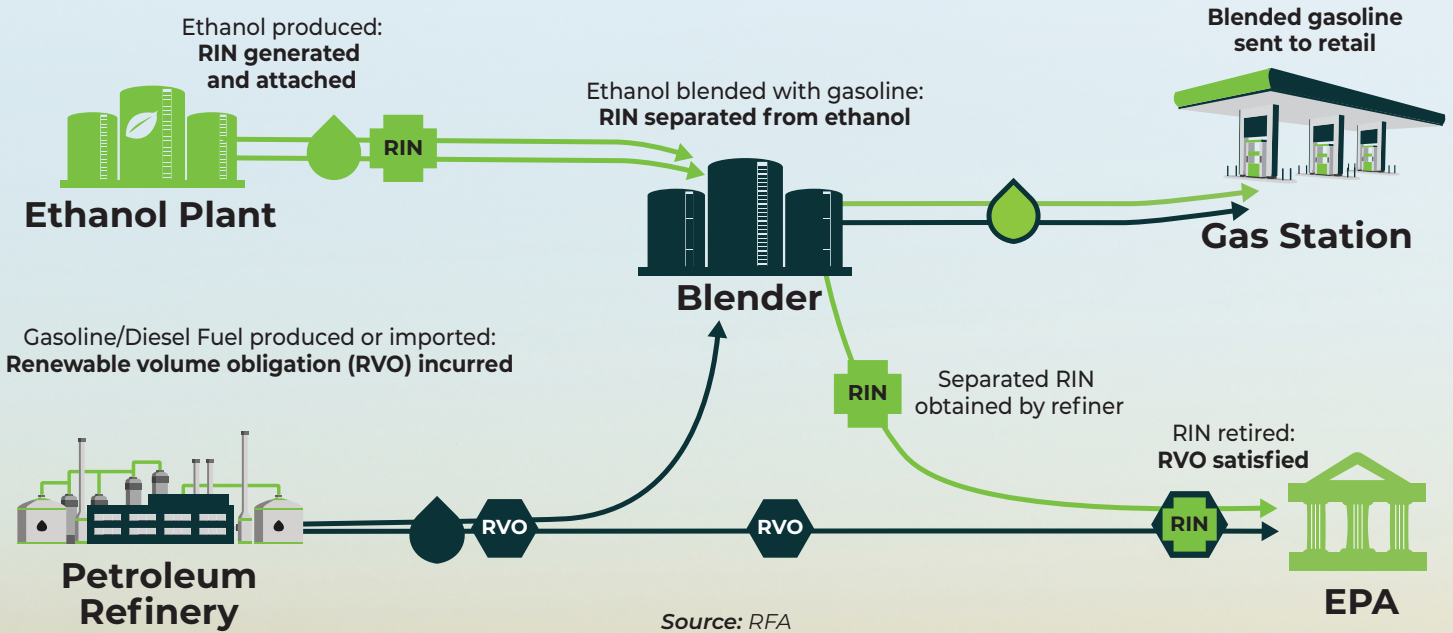 Ethanol produced:
RIN generated
and attached
RIN
Ethanol Plant
Ethanol blended with gasoline:
RIN separated from ethanol
Blender
Blended gasoline
sent to retail
Gas Station
Gasoline/Diesel Fuel produced or imported:
Renewable volume obligation (RVO) incurred
Petroleum
Refinery
RVO
RVO
RIN
Separated RIN
obtained by refiner
RIN retired:
RVO satisfied
RIN
EPA
Source: RFA